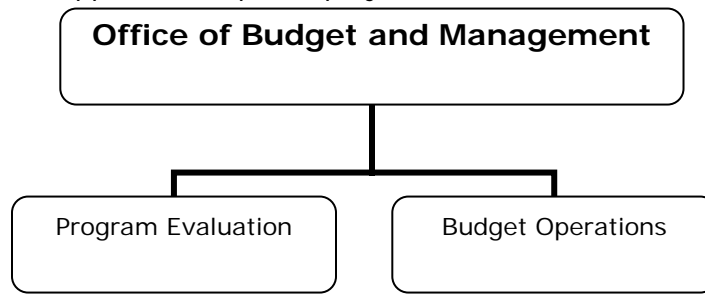 Office of Budget and Management
Program Evaluation
Budget Operations